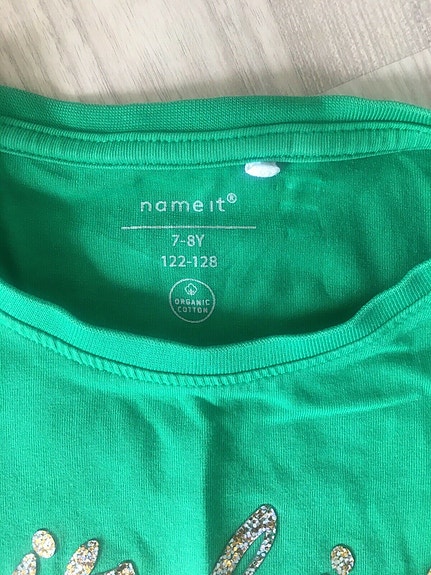 name it®
7-8Y
122-128
ORGANIC
COTTON